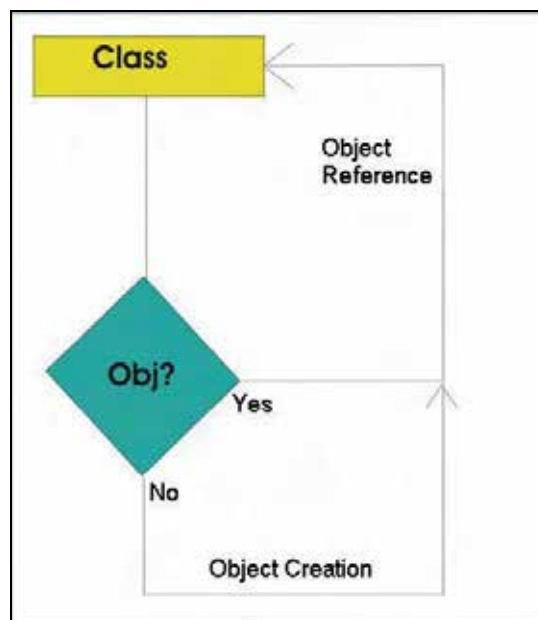 Class
Object
Reference
Obj?
Yes
No
Object Creation